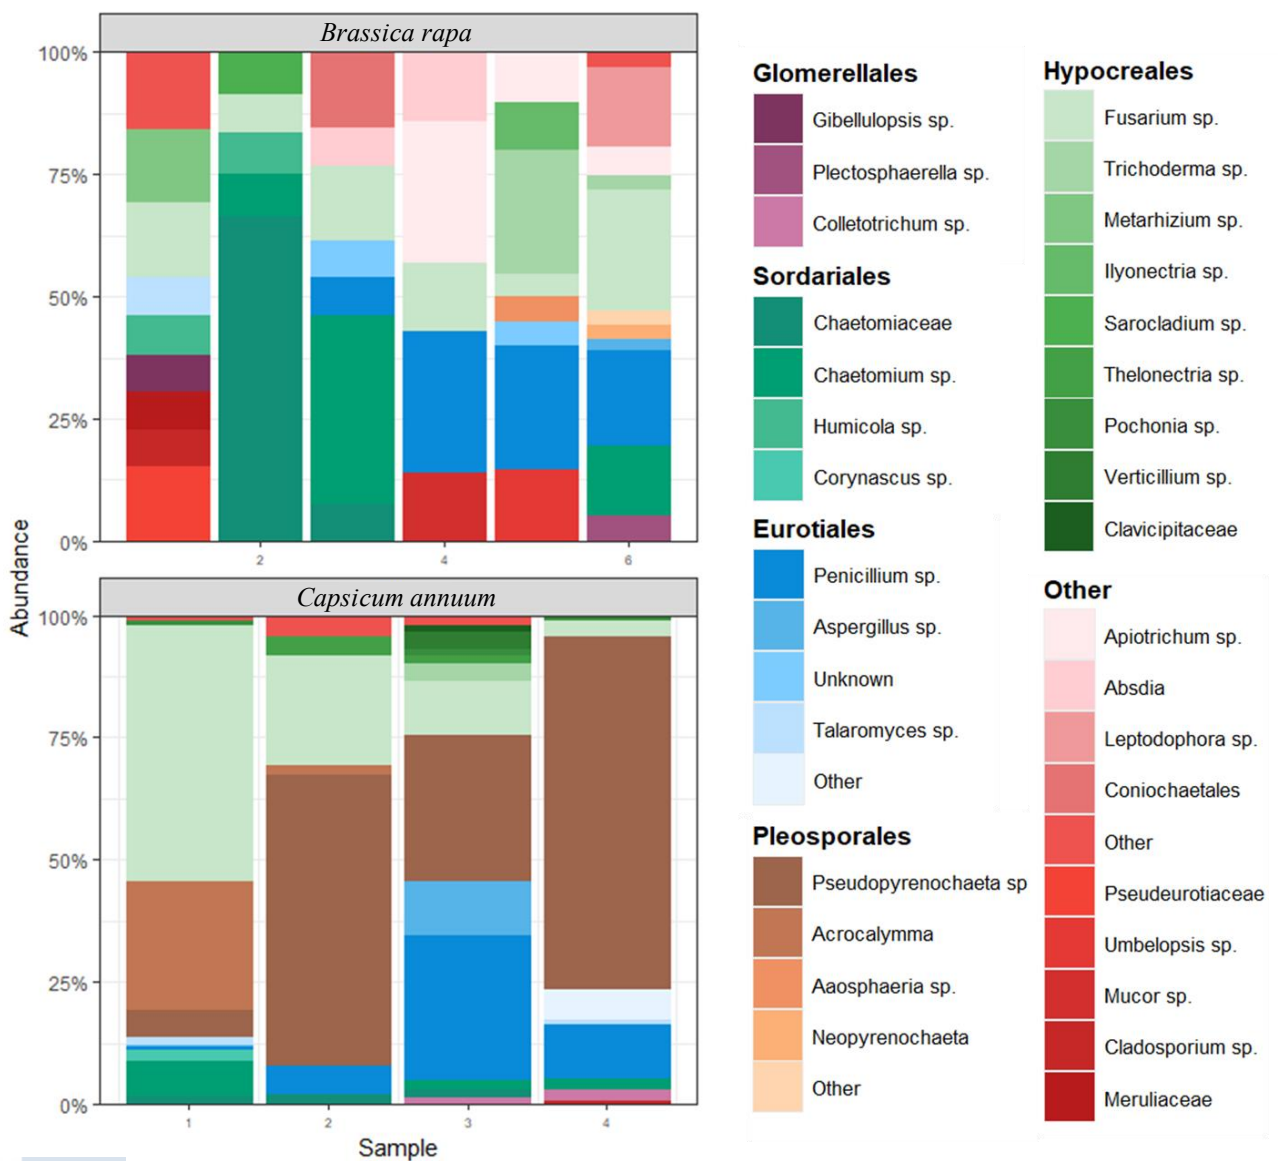 Brassica rapa
100%
75%
50%
25%
0%
2
4
6
Abundance
Capsicum annuum
100%
75%
50%
25%
0%
1
2
3
4
Sample
Glomerellales
Gibellulopsis sp.
Plectosphaerella sp.
Colletotrichum sp.
Sordariales
Chaetomiaceae
Chaetomium sp.
Humicola sp.
Corynascus sp.
Eurotiales
Penicillium sp.
Aspergillus sp.
Unknown
Talaromyces sp.
Other
Pleosporales
Pseudopyrenochaeta sp
Acrocalymma
Aaosphaeria sp.
Neopyrenochaeta
Other
Hypocreales
Fusarium sp.
Trichoderma sp.
Metarhizium sp.
Ilyonectria sp.
Sarocladium sp.
Thelonectria sp.
Pochonia sp.
Verticillium sp.
Clavicipitaceae
Other
Apiotrichum sp.
Absdia
Leptodophora sp.
Coniochaetales
Other
Pseudeurotiaceae
Umbelopsis sp.
Mucor sp.
Cladosporium sp.
Meruliaceae